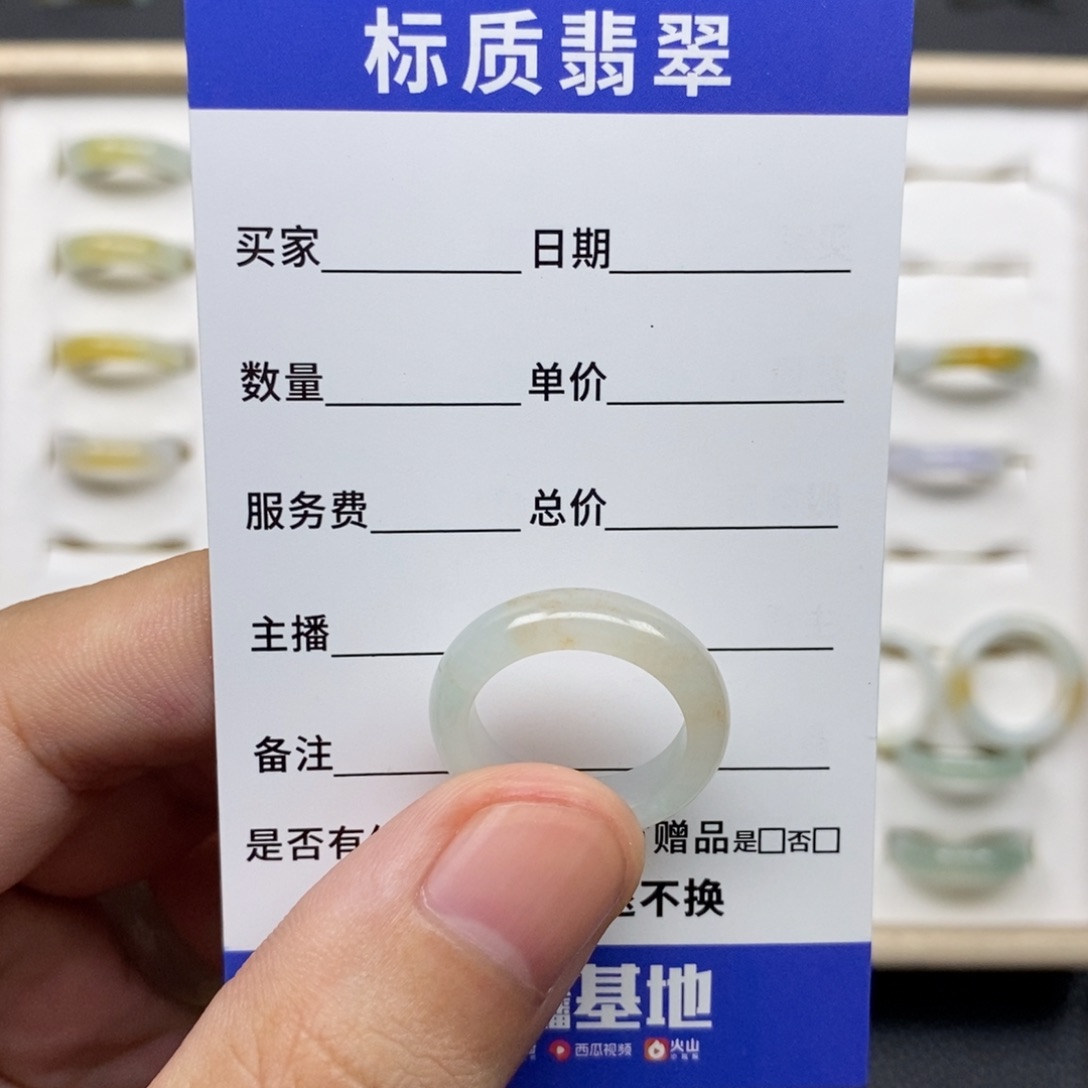 标质翡翠
买家 日期
数量 单价
服务费 总价
主播
备注
是否有 赠品是□否□
不换
基地
西瓜视频 火山